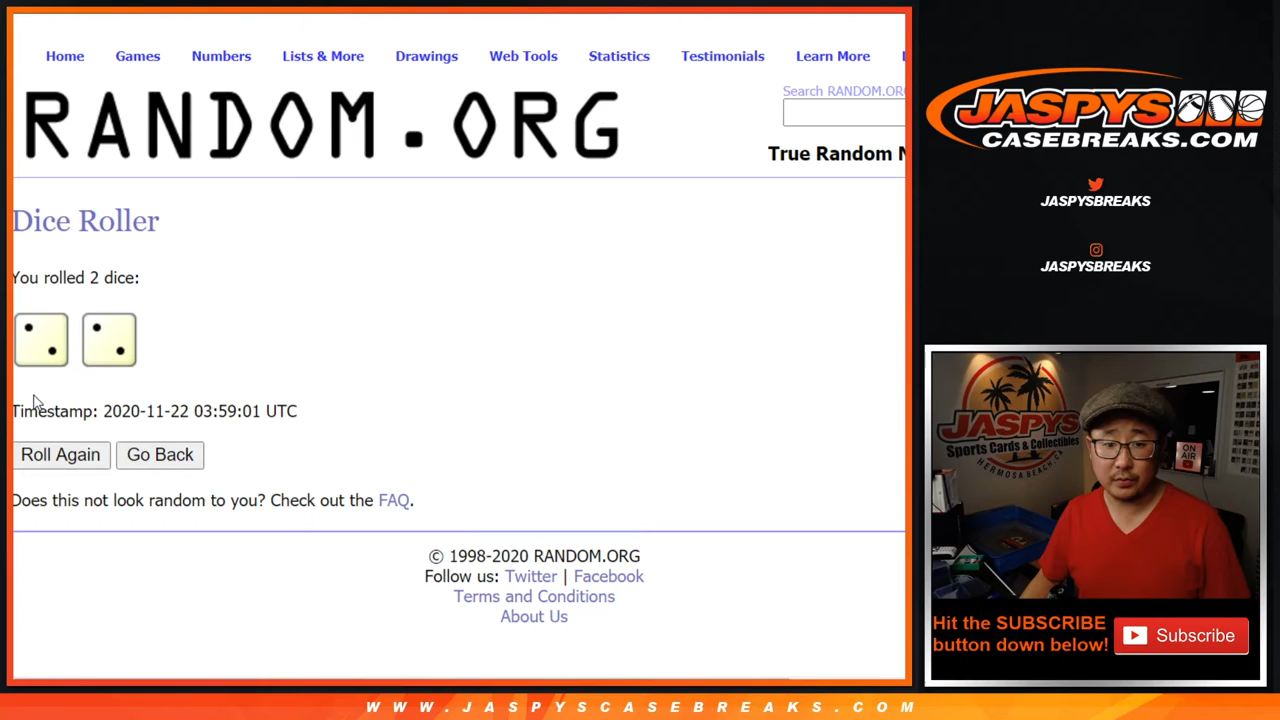 Home Games Numbers Lists & More Drawings Web Tools Statistics Testimonials Learn More
Search RANDOM.ORG
RANDOM.ORG
True Random N
Dice Roller
You rolled 2 dice:
Timestamp: 2020-11-22 03:59:01 UTC
Roll Again Go Back
Does this not look random to you? Check out the FAQ.
© 1998-2020 RANDOM.ORG
Follow us: Twitter | Facebook
Terms and Conditions
About Us
JASPYS
CASEBREAKS.COM
JASPYSBREAKS
JASPYSBREAKS
JASPYS
Sports Cards & Collectibles
HERMOSA BEACH, CA
ON AIR
Hit the SUBSCRIBE
button down below!
Subscribe
WWW.JASPYSCASEBREAKS.COM